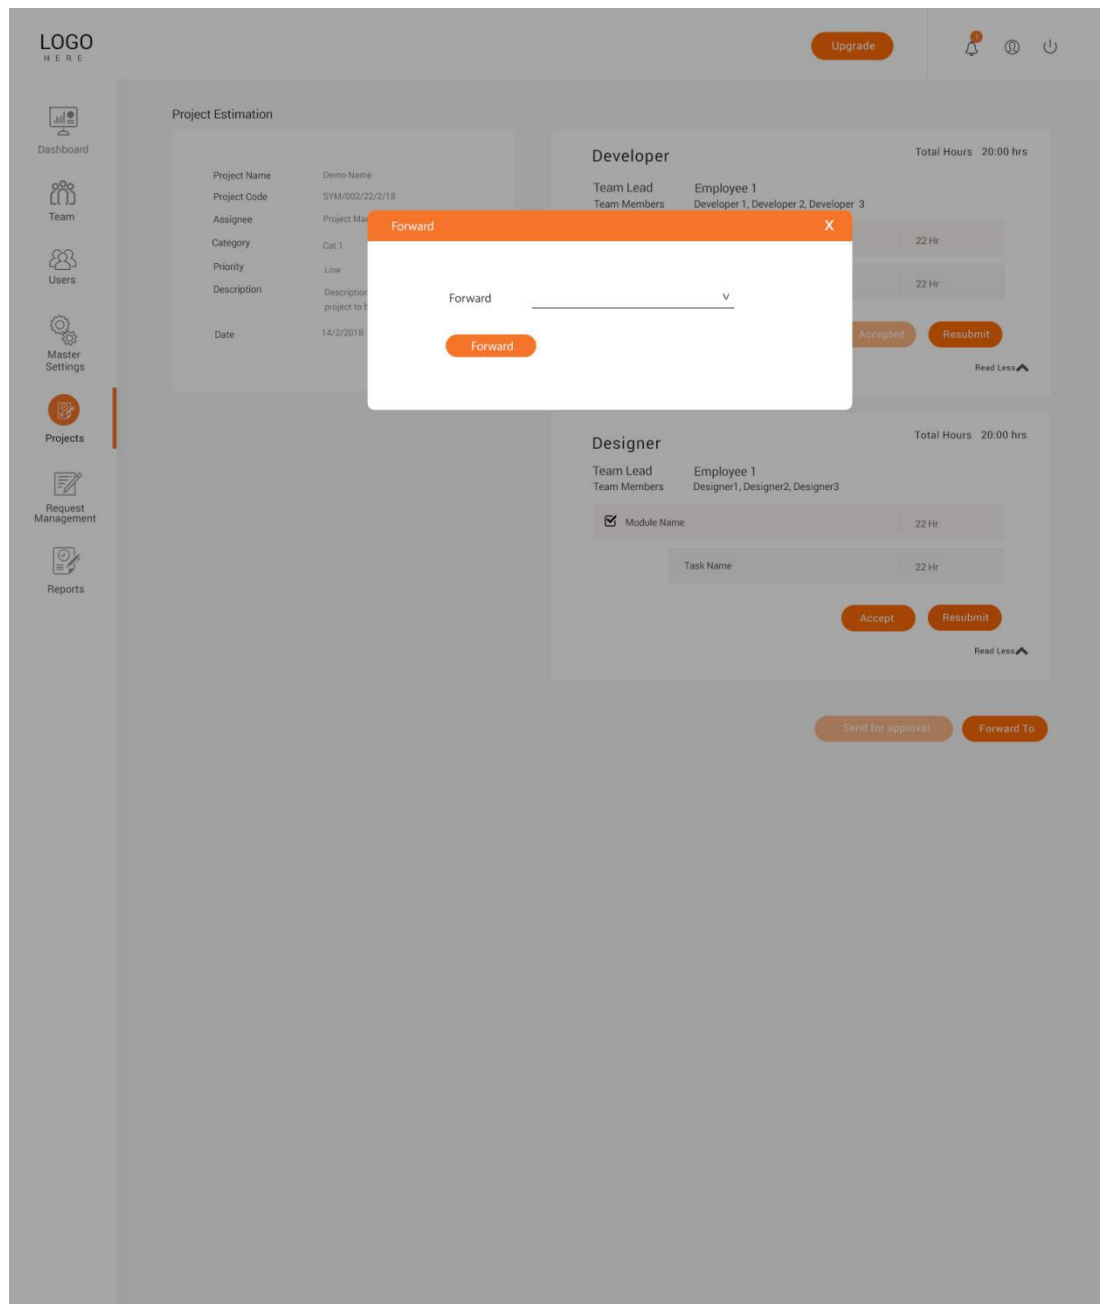 LOGO
HERE
Upgrade
1
Dashboard
Team
Users
Master
Settings
Projects
Request
Management
Reports
Project Estimation
Project Name Demo Name
Project Code SYM/002/22/2/18
Assignee Project
Category Cat 1
Priority Low
Description Description
project to
Date 14/2/2018
Developer Total Hours 20:00 hrs
Team Lead Employee 1
Team Members Developer 1, Developer 2, Developer 3
22 Hr
22 Hr
Accepted Resubmit
Read Less
Forward X
Forward V
Forward
Designer Total Hours 20:00 hrs
Team Lead Employee 1
Team Members Designer1, Designer2, Designer3
Module Name 22 Hr
Task Name 22 Hr
Accept Resubmit
Read Less
Send for approval Forward To